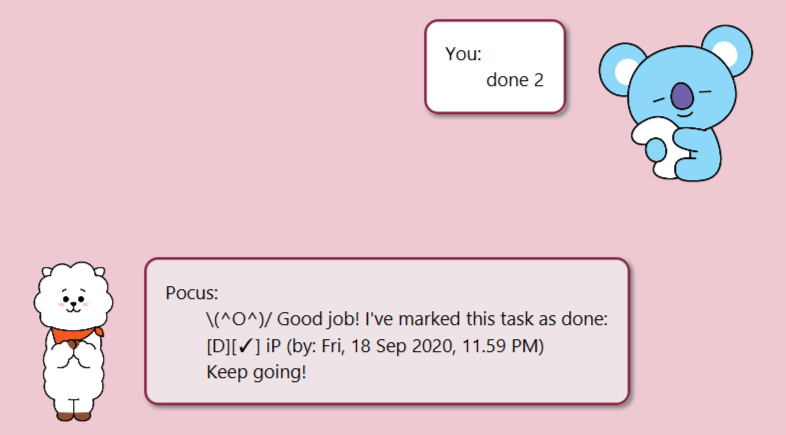 You:
done 2
Pocus:
\(^O^)/ Good job! I've marked this task as done:
[D][✓] iP (by: Fri, 18 Sep 2020, 11.59 PM)
Keep going!